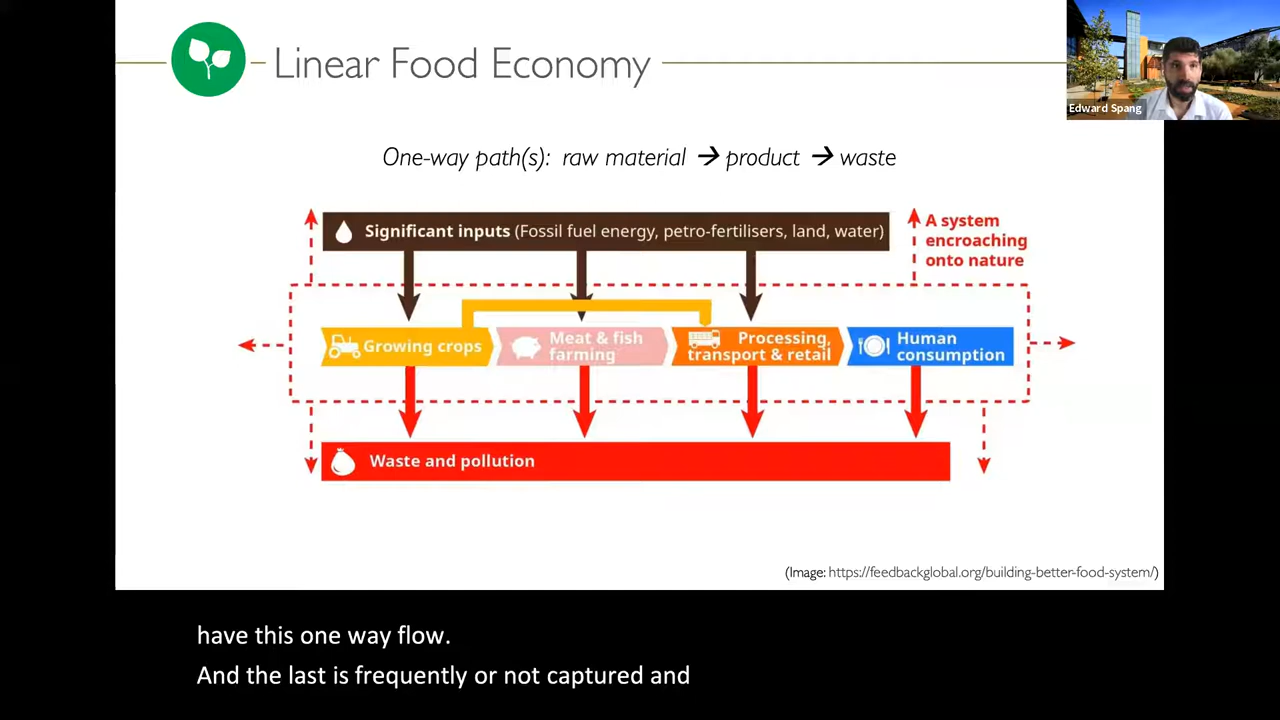 Linear Food Economy
Edward Spang
One-way path(s): raw material → product → waste
Significant inputs (Fossil fuel energy, petro-fertilisers, land, water)
A system
encroaching
onto nature
Growing crops
Meat & fish
farming
Processing,
transport & retail
Human
consumption
Waste and pollution
(Image: https://feedbackglobal.org/building-better-food-system/)
have this one way flow.
And the last is frequently or not captured and